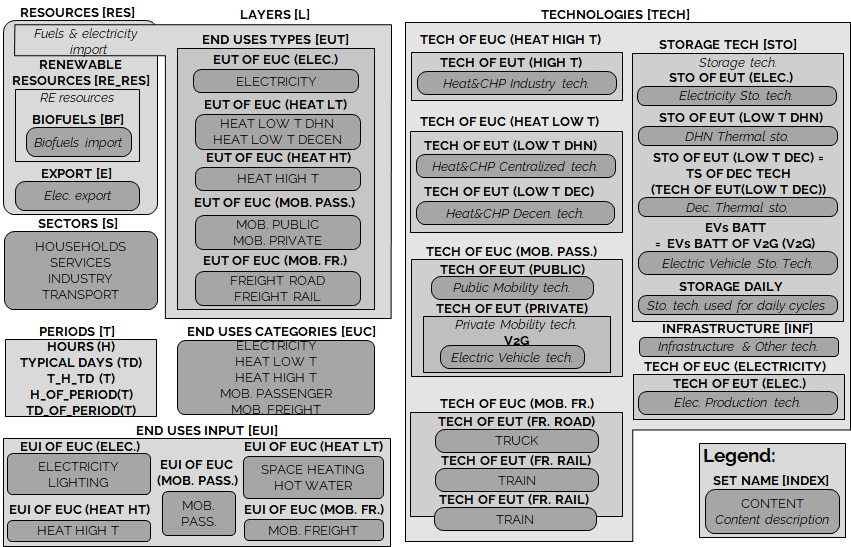 RESOURCES [RES]
Fuels & electricity
import
RENEWABLE
RESOURCES [RE_RES]
RE resources
BIOFUELS [BF]
Biofuels import
EXPORT [E]
Elec. export
SECTORS [S]
HOUSEHOLDS
SERVICES
INDUSTRY
TRANSPORT
PERIODS [T]
HOURS (H)
TYPICAL DAYS (TD)
T_H_TD (T)
H_OF_PERIOD(T)
TD_OF_PERIOD(T)
LAYERS [L]
END USES TYPES [EUT]
EUT OF EUC (ELEC.)
ELECTRICITY
EUT OF EUC (HEAT LT)
HEAT LOW T DHN
HEAT LOW T DECEN
EUT OF EUC (HEAT HT)
HEAT HIGH T
EUT OF EUC (MOB. PASS.)
MOB. PUBLIC
MOB. PRIVATE
EUT OF EUC (MOB. FR.)
FREIGHT ROAD
FREIGHT RAIL
END USES CATEGORIES [EUC]
ELECTRICITY
HEAT LOW T
HEAT HIGH T
MOB. PASSENGER
MOB. FREIGHT
END USES INPUT [EUI]
EUI OF EUC (ELEC.)
ELECTRICITY
LIGHTING
EUI OF EUC (HEAT HT)
HEAT HIGH T
EUI OF EUC
(MOB. PASS.)
MOB.
PASS.
EUI OF EUC (HEAT LT)
SPACE HEATING
HOT WATER
EUI OF EUC (MOB. FR.)
MOB. FREIGHT
TECHNOLOGIES [TECH]
TECH OF EUC (HEAT HIGH T)
TECH OF EUT (HIGH T)
Heat&CHP Industry tech.
TECH OF EUC (HEAT LOW T)
TECH OF EUT (LOW T DHN)
Heat&CHP Centralized tech.
TECH OF EUT (LOW T DEC)
Heat&CHP Decen. tech.
TECH OF EUC (MOB. PASS.)
TECH OF EUT (PUBLIC)
Public Mobility tech.
TECH OF EUT (PRIVATE)
Private Mobility tech.
V2G
Electric Vehicle tech.
TECH OF EUC (MOB. FR.)
TECH OF EUT (FR. ROAD)
TRUCK
TECH OF EUT (FR. RAIL)
TRAIN
TECH OF EUT (FR. RAIL)
TRAIN
STORAGE TECH [STO]
Storage tech.
STO OF EUT (ELEC.)
Electricity Sto. tech.
STO OF EUT (LOW T DHN)
DHN Thermal sto.
STO OF EUT (LOW T DEC) =
TS OF DEC TECH
(TECH OF EUT(LOW T DEC))
Dec. Thermal sto.
EVs BATT
= EVs BATT OF V2G (V2G)
Electric Vehicle Sto. Tech.
STORAGE DAILY
Sto. tech. used for daily cycles
INFRASTRUCTURE [INF]
Infrastructure & Other tech.
TECH OF EUC (ELECTRICITY)
TECH OF EUT (ELEC.)
Elec. Production tech.
Legend:
SET NAME [INDEX]
CONTENT
Content description